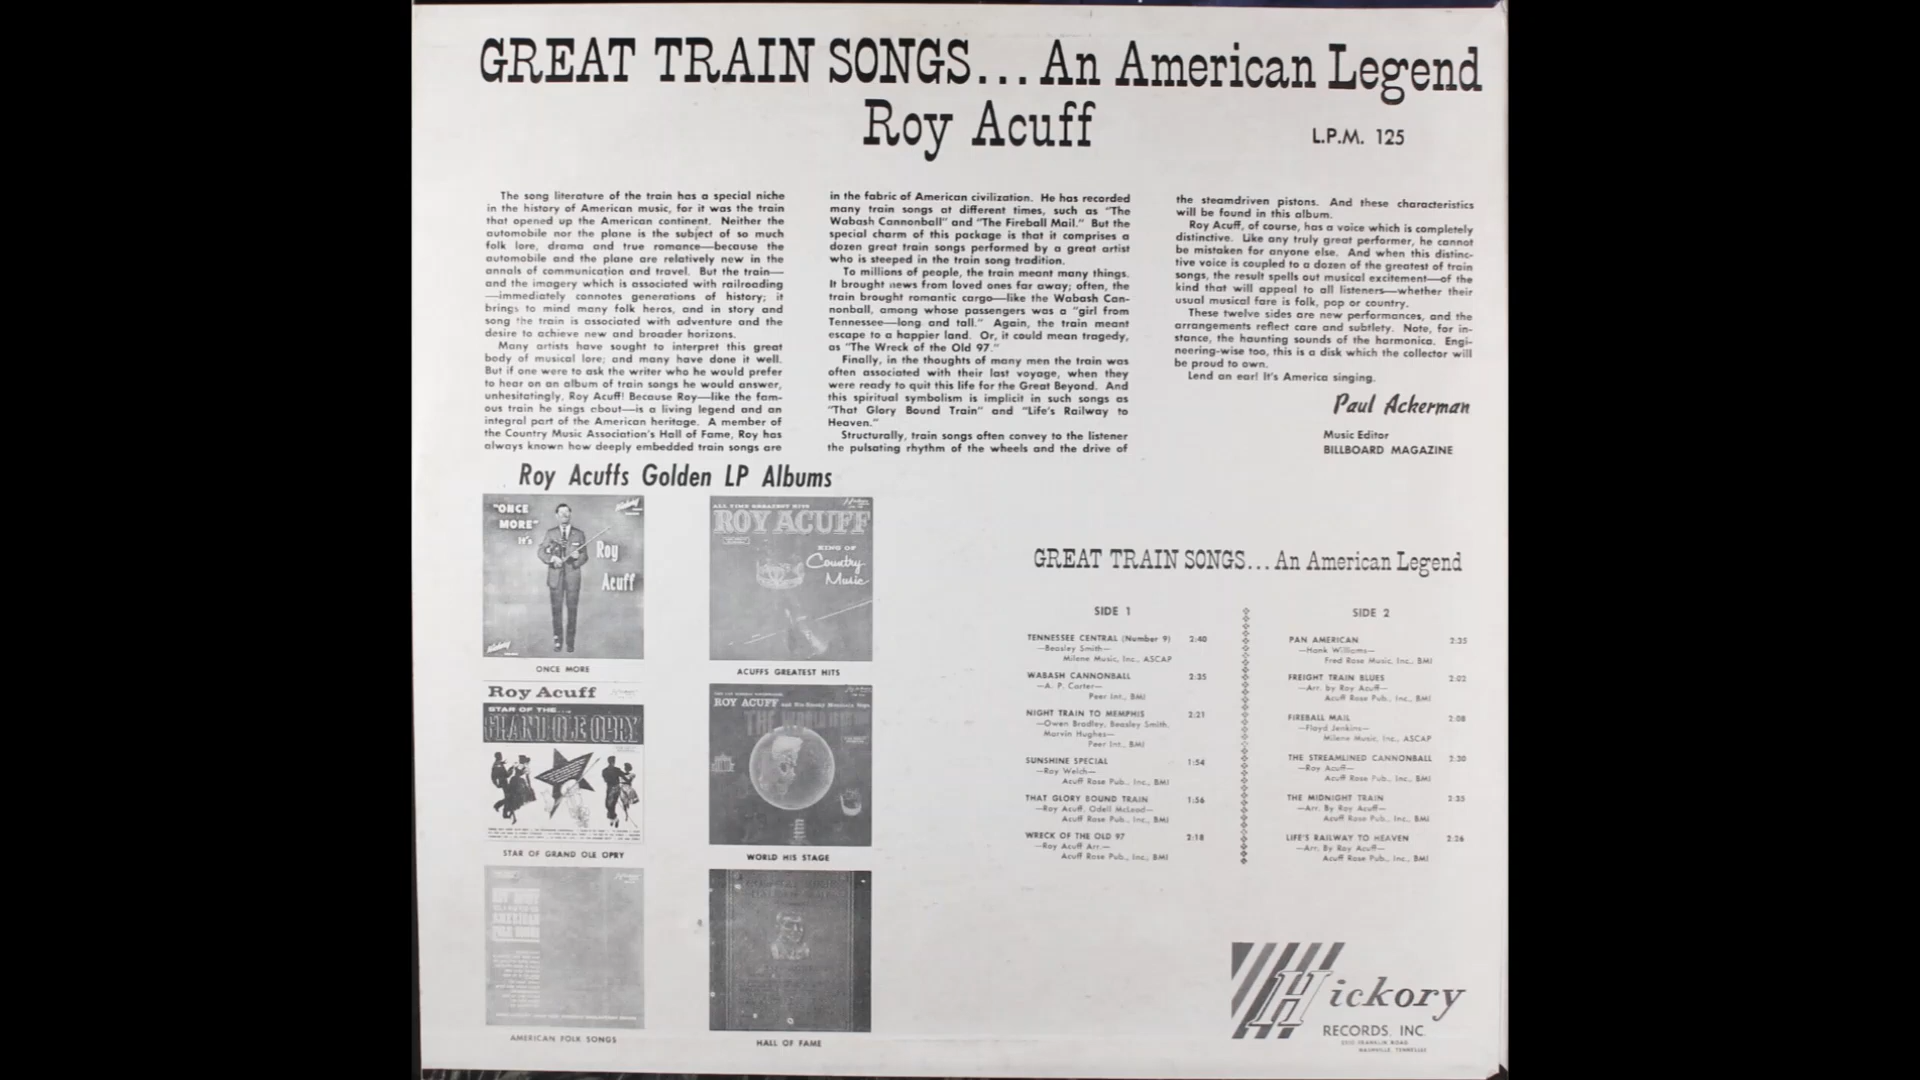 GREAT TRAIN SONGS...An American Legend
Roy Acuff
L.P.M. 125
The song literature of the train has a special niche
in the history of American music, for it was the train
that opened up the American continent. Neither the
automobile nor the plane is the subject of so much
folk lore, drama and true romance—because the
automobile and the plane are relatively new in the
annals of communication and travel. But the train—
and the imagery which is associated with railroading
—immediately connotes generations of history; it
brings to mind many folk heros, and in story and
song the train is associated with adventure and the
desire to achieve new and broader horizons.
Many artists have sought to interpret this great
body of musical lore; and many have done it well.
But if one were to ask the writer who he would prefer
to hear on an album of train songs he would answer,
unhesitatingly, Roy Acuff! Because Roy—like the fam-
ous train he sings about—is a living legend and an
integral part of the American heritage. A member of
the Country Music Association's Hall of Fame, Roy has
always known how deeply embedded train songs are
in the fabric of American civilization. He has recorded
many train songs at different times, such as "The
Wabash Cannonball" and "The Fireball Mail." But the
special charm of this package is that it comprises a
dozen great train songs performed by a great artist
who is steeped in the train song tradition.
To millions of people, the train meant many things.
It brought news from loved ones far away; often, the
train brought romantic cargo—like the Wabash Can-
nonball, among whose passengers was a "girl from
Tennessee—long and tall." Again, the train meant
escape to a happier land. Or, it could mean tragedy,
as "The Wreck of the Old 97."
Finally, in the thoughts of many men the train was
often associated with their last voyage, when they
were ready to quit this life for the Great Beyond. And
this spiritual symbolism is implicit in such songs as
"That Glory Bound Train" and "Life's Railway to
Heaven."
Structurally, train songs often convey to the listener
the pulsating rhythm of the wheels and the drive of
the steamdriven pistons. And these characteristics
will be found in this album.
Roy Acuff, of course, has a voice which is completely
distinctive. Like any truly great performer, he cannot
be mistaken for anyone else. And when this distinc-
tive voice is coupled to a dozen of the greatest of train
songs, the result spells out musical excitement—of the
kind that will appeal to all listeners—whether their
usual musical fare is folk, pop or country.
These twelve sides are new performances, and the
arrangements reflect care and subtlety. Note, for in-
stance, the haunting sounds of the harmonica. Engi-
neering-wise too, this is a disk which the collector will
be proud to own.
Lend an ear! It's America singing.
Paul Ackerman
Music Editor
BILLBOARD MAGAZINE
Roy Acuffs Golden LP Albums
"ONCE
MORE"
It's
Roy
Acuff
ONCE MORE
ALL TIME GREATEST HITS
ROY ACUFF
KING OF
Country
Music
ACUFFS GREATEST HITS
Roy Acuff
STAR OF THE...
GRAND OLE OPRY
STAR OF GRAND OLE OPRY
ROY ACUFF
WORLD HIS STAGE
AMERICAN FOLK SONGS
HALL OF FAME
GREAT TRAIN SONGS...An American Legend
SIDE 1
TENNESSEE CENTRAL (Number 9) 2:40
—Beasley Smith—
Milene Music, Inc., ASCAP
WABASH CANNONBALL 2:35
—A. P. Carter—
Peer Int., BMI
NIGHT TRAIN TO MEMPHIS 2:21
—Owen Bradley, Beasley Smith,
Marvin Hughes—
Peer Int., BMI
SUNSHINE SPECIAL 1:54
—Ray Welch—
Acuff Rose Pub., Inc., BMI
THAT GLORY BOUND TRAIN 1:56
—Roy Acuff, Odell McLeod—
Acuff Rose Pub., Inc., BMI
WRECK OF THE OLD 97 2:18
—Roy Acuff Arr.—
Acuff Rose Pub., Inc., BMI
SIDE 2
PAN AMERICAN 2:35
—Hank Williams—
Fred Rose Music, Inc., BMI
FREIGHT TRAIN BLUES 2:02
—Arr. by Roy Acuff—
Acuff Rose Pub., Inc., BMI
FIREBALL MAIL 2:08
—Floyd Jenkins—
Milene Music, Inc., ASCAP
THE STREAMLINED CANNONBALL 2:30
—Roy Acuff—
Acuff Rose Pub., Inc., BMI
THE MIDNIGHT TRAIN 2:35
—Arr. By Roy Acuff—
Acuff Rose Pub., Inc., BMI
LIFE'S RAILWAY TO HEAVEN 2:26
—Arr. By Roy Acuff—
Acuff Rose Pub., Inc., BMI
Hickory
RECORDS, INC
2510 FRANKLIN ROAD,
NASHVILLE, TENNESSEE